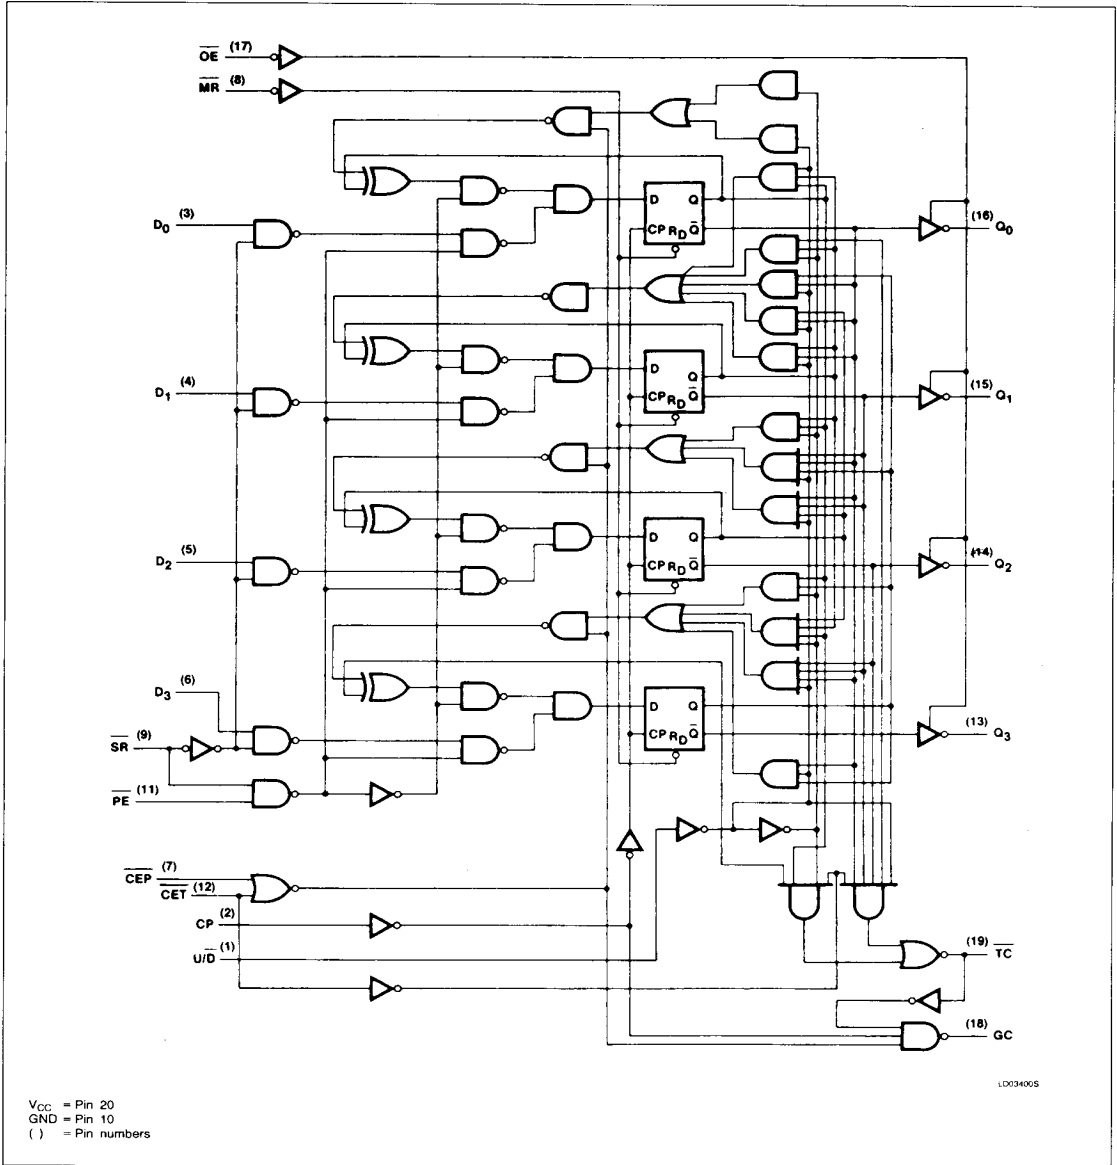 OE (17)
MR (8)
D0 (3)
D Q
CP RD Q
(16) Q0
D1 (4)
D Q
CP RD Q
(15) Q1
D2 (5)
D Q
CP RD Q
(14) Q2
D3 (6)
D Q
CP RD Q
(13) Q3
SR (9)
PE (11)
CEP (7)
CET (12)
CP (2)
U/D (1)
(19) TC
(18) GC
LD03400S
VCC = Pin 20
GND = Pin 10
( ) = Pin numbers